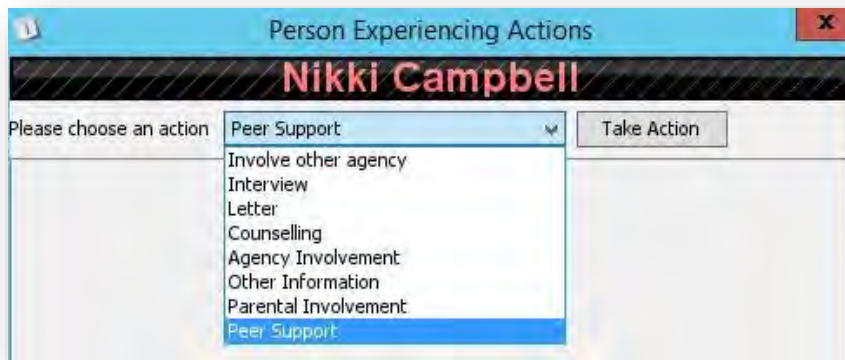 Person Experiencing Actions
x
Nikki Campbell
Please choose an action Peer Support Take Action
Involve other agency
Interview
Letter
Counselling
Agency Involvement
Other Information
Parental Involvement
Peer Support